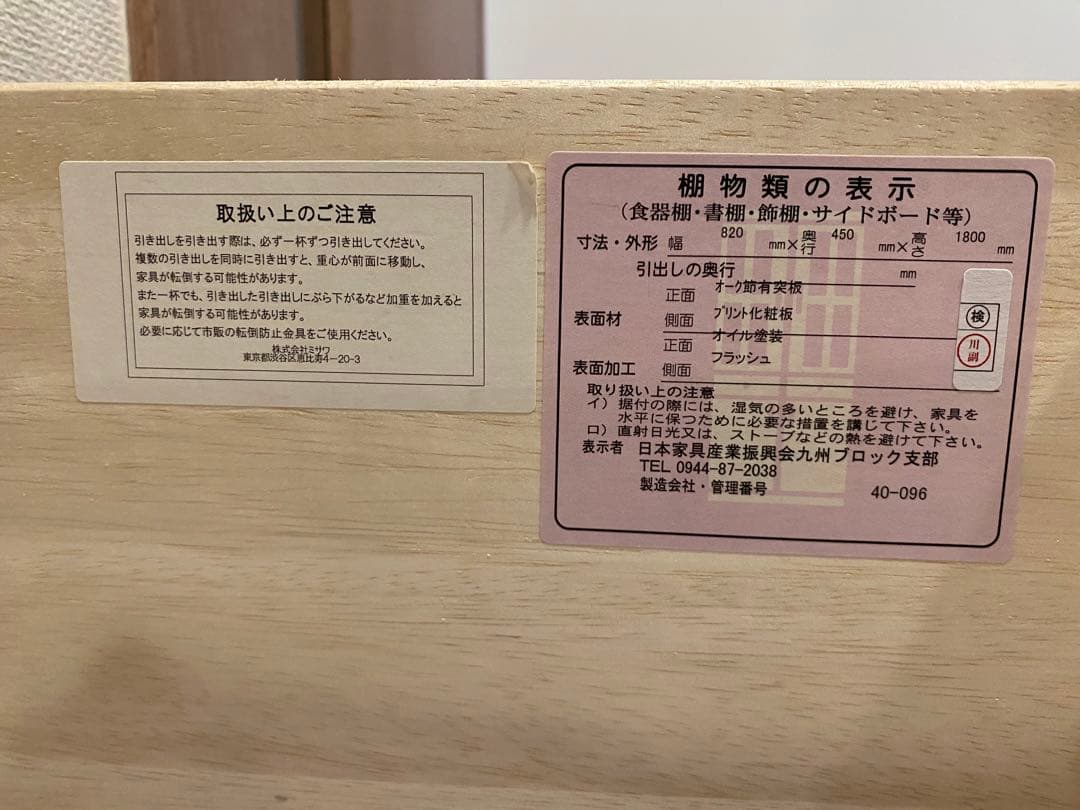 取扱い上のご注意
引き出しを引き出す際は、必ず一杯ずつ引き出してください。
複数の引き出しを同時に引き出すと、重心が前面に移動し、
家具が転倒する可能性があります。
また一杯でも、引き出した引き出しにぶら下がるなど加重を加えると
家具が転倒する可能性があります。
必要に応じて市販の転倒防止金具をご使用ください。
株式会社ミサワ
東京都渋谷区恵比寿4-20-3
棚物類の表示
(食器棚・書棚・飾棚・サイドボード等)
寸法・外形 幅 820 mm×奥行 450 mm×高さ 1800 mm
引出しの奥行 mm
表面材 正面 オーク節有突板
側面 プリント化粧板
表面加工 正面 オイル塗装
側面 フラッシュ
検
川副
取り扱い上の注意
イ）据付の際には、湿気の多いところを避け、家具を
水平に保つために必要な措置を講じて下さい。
ロ）直射日光又は、ストーブなどの熱を避けて下さい。
表示者 日本家具産業振興会九州ブロック支部
TEL 0944-87-2038
製造会社・管理番号 40-096